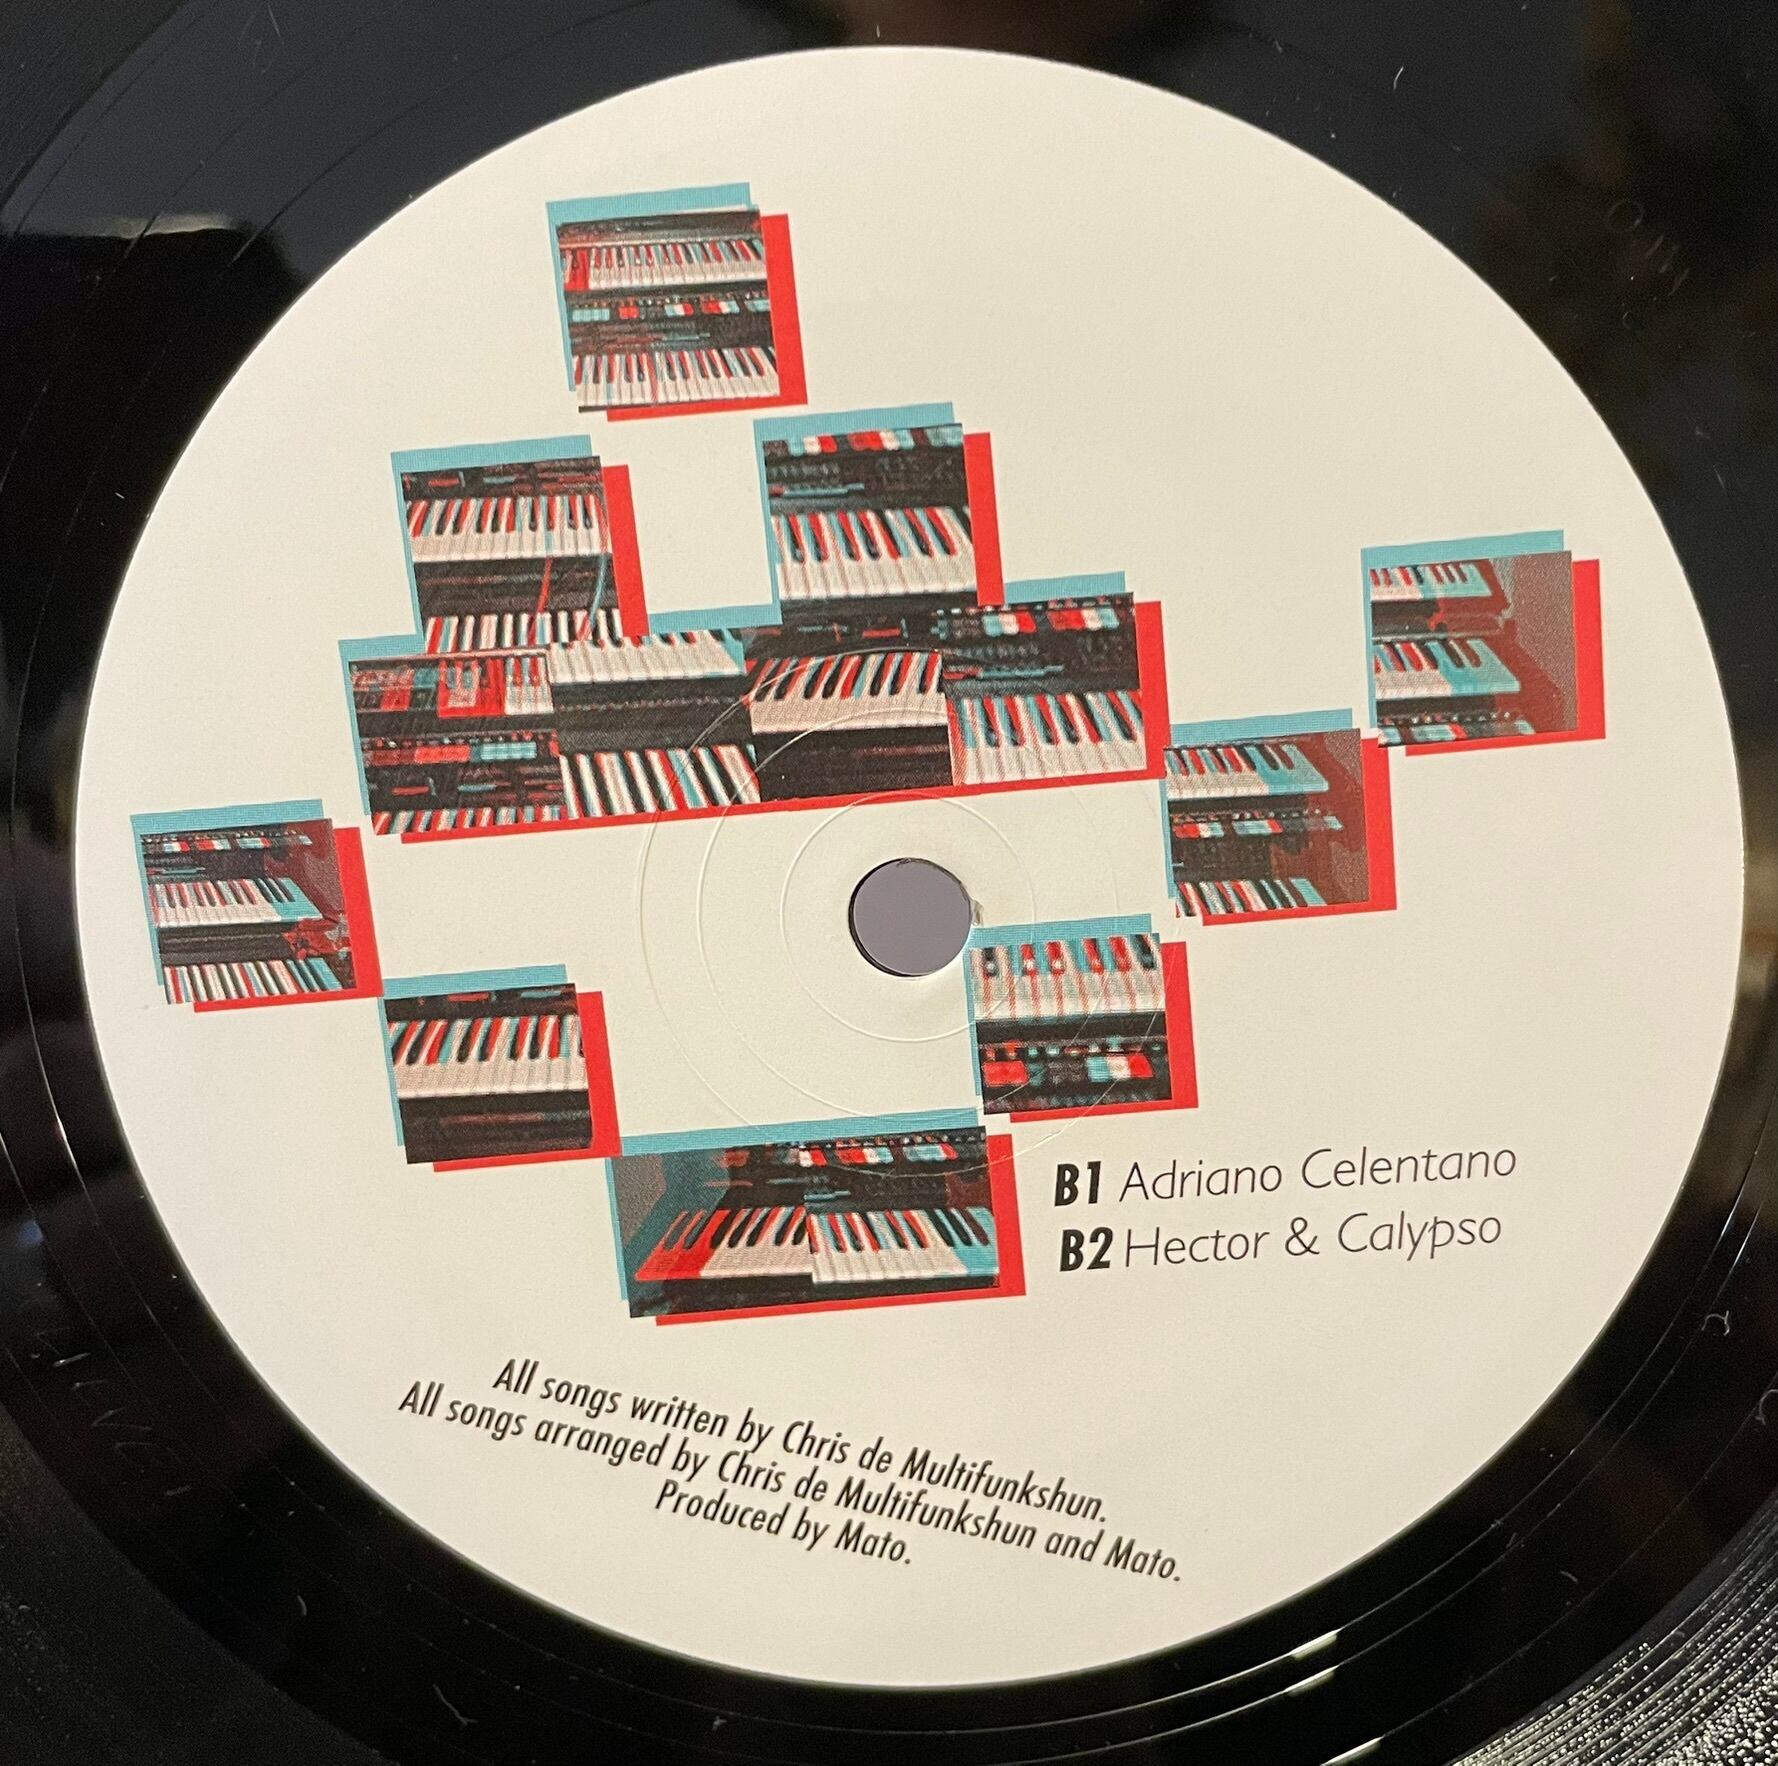 B1 Adriano Celentano
B2 Hector & Calypso
All songs written by Chris de Multifunkshun.
All songs arranged by Chris de Multifunkshun and Mato.
Produced by Mato.